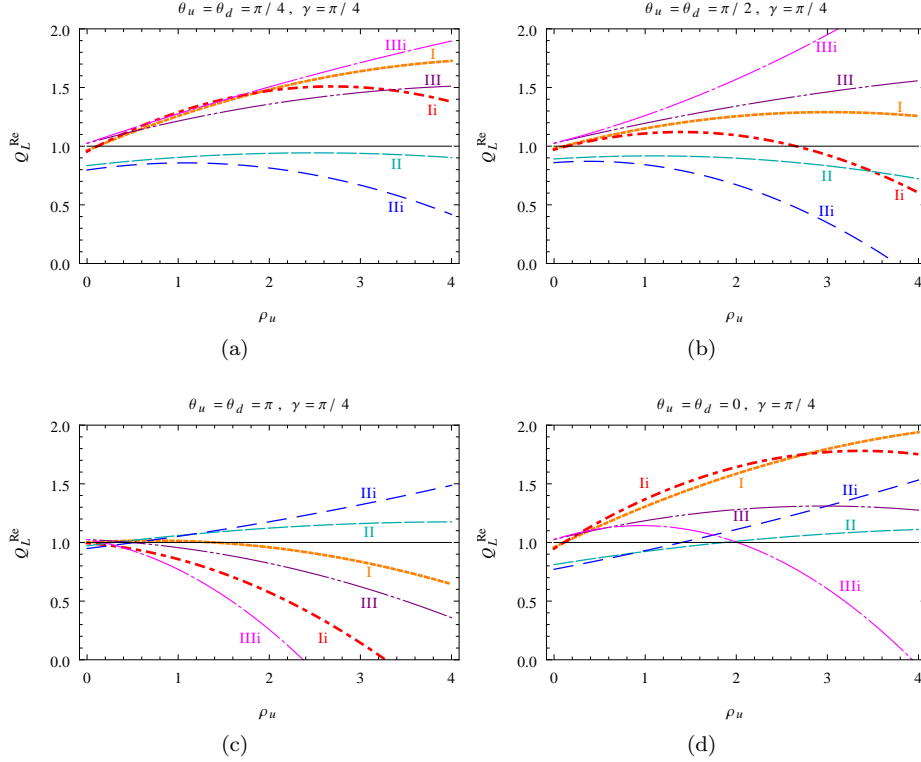 θu = θd = π / 4 , γ = π / 4
QL^Re
2.0
1.5
1.0
0.5
0.0
IIIi
I
III
Ii
II
IIi
0 1 2 3 4
ρu
(a)
θu = θd = π / 2 , γ = π / 4
QL^Re
2.0
1.5
1.0
0.5
0.0
IIIi
III
I
II
Ii
IIi
0 1 2 3 4
ρu
(b)
θu = θd = π , γ = π / 4
QL^Re
2.0
1.5
1.0
0.5
0.0
IIi
II
I
III
IIIi Ii
0 1 2 3 4
ρu
(c)
θu = θd = 0 , γ = π / 4
QL^Re
2.0
1.5
1.0
0.5
0.0
Ii
I
IIi
III
II
IIIi
0 1 2 3 4
ρu
(d)